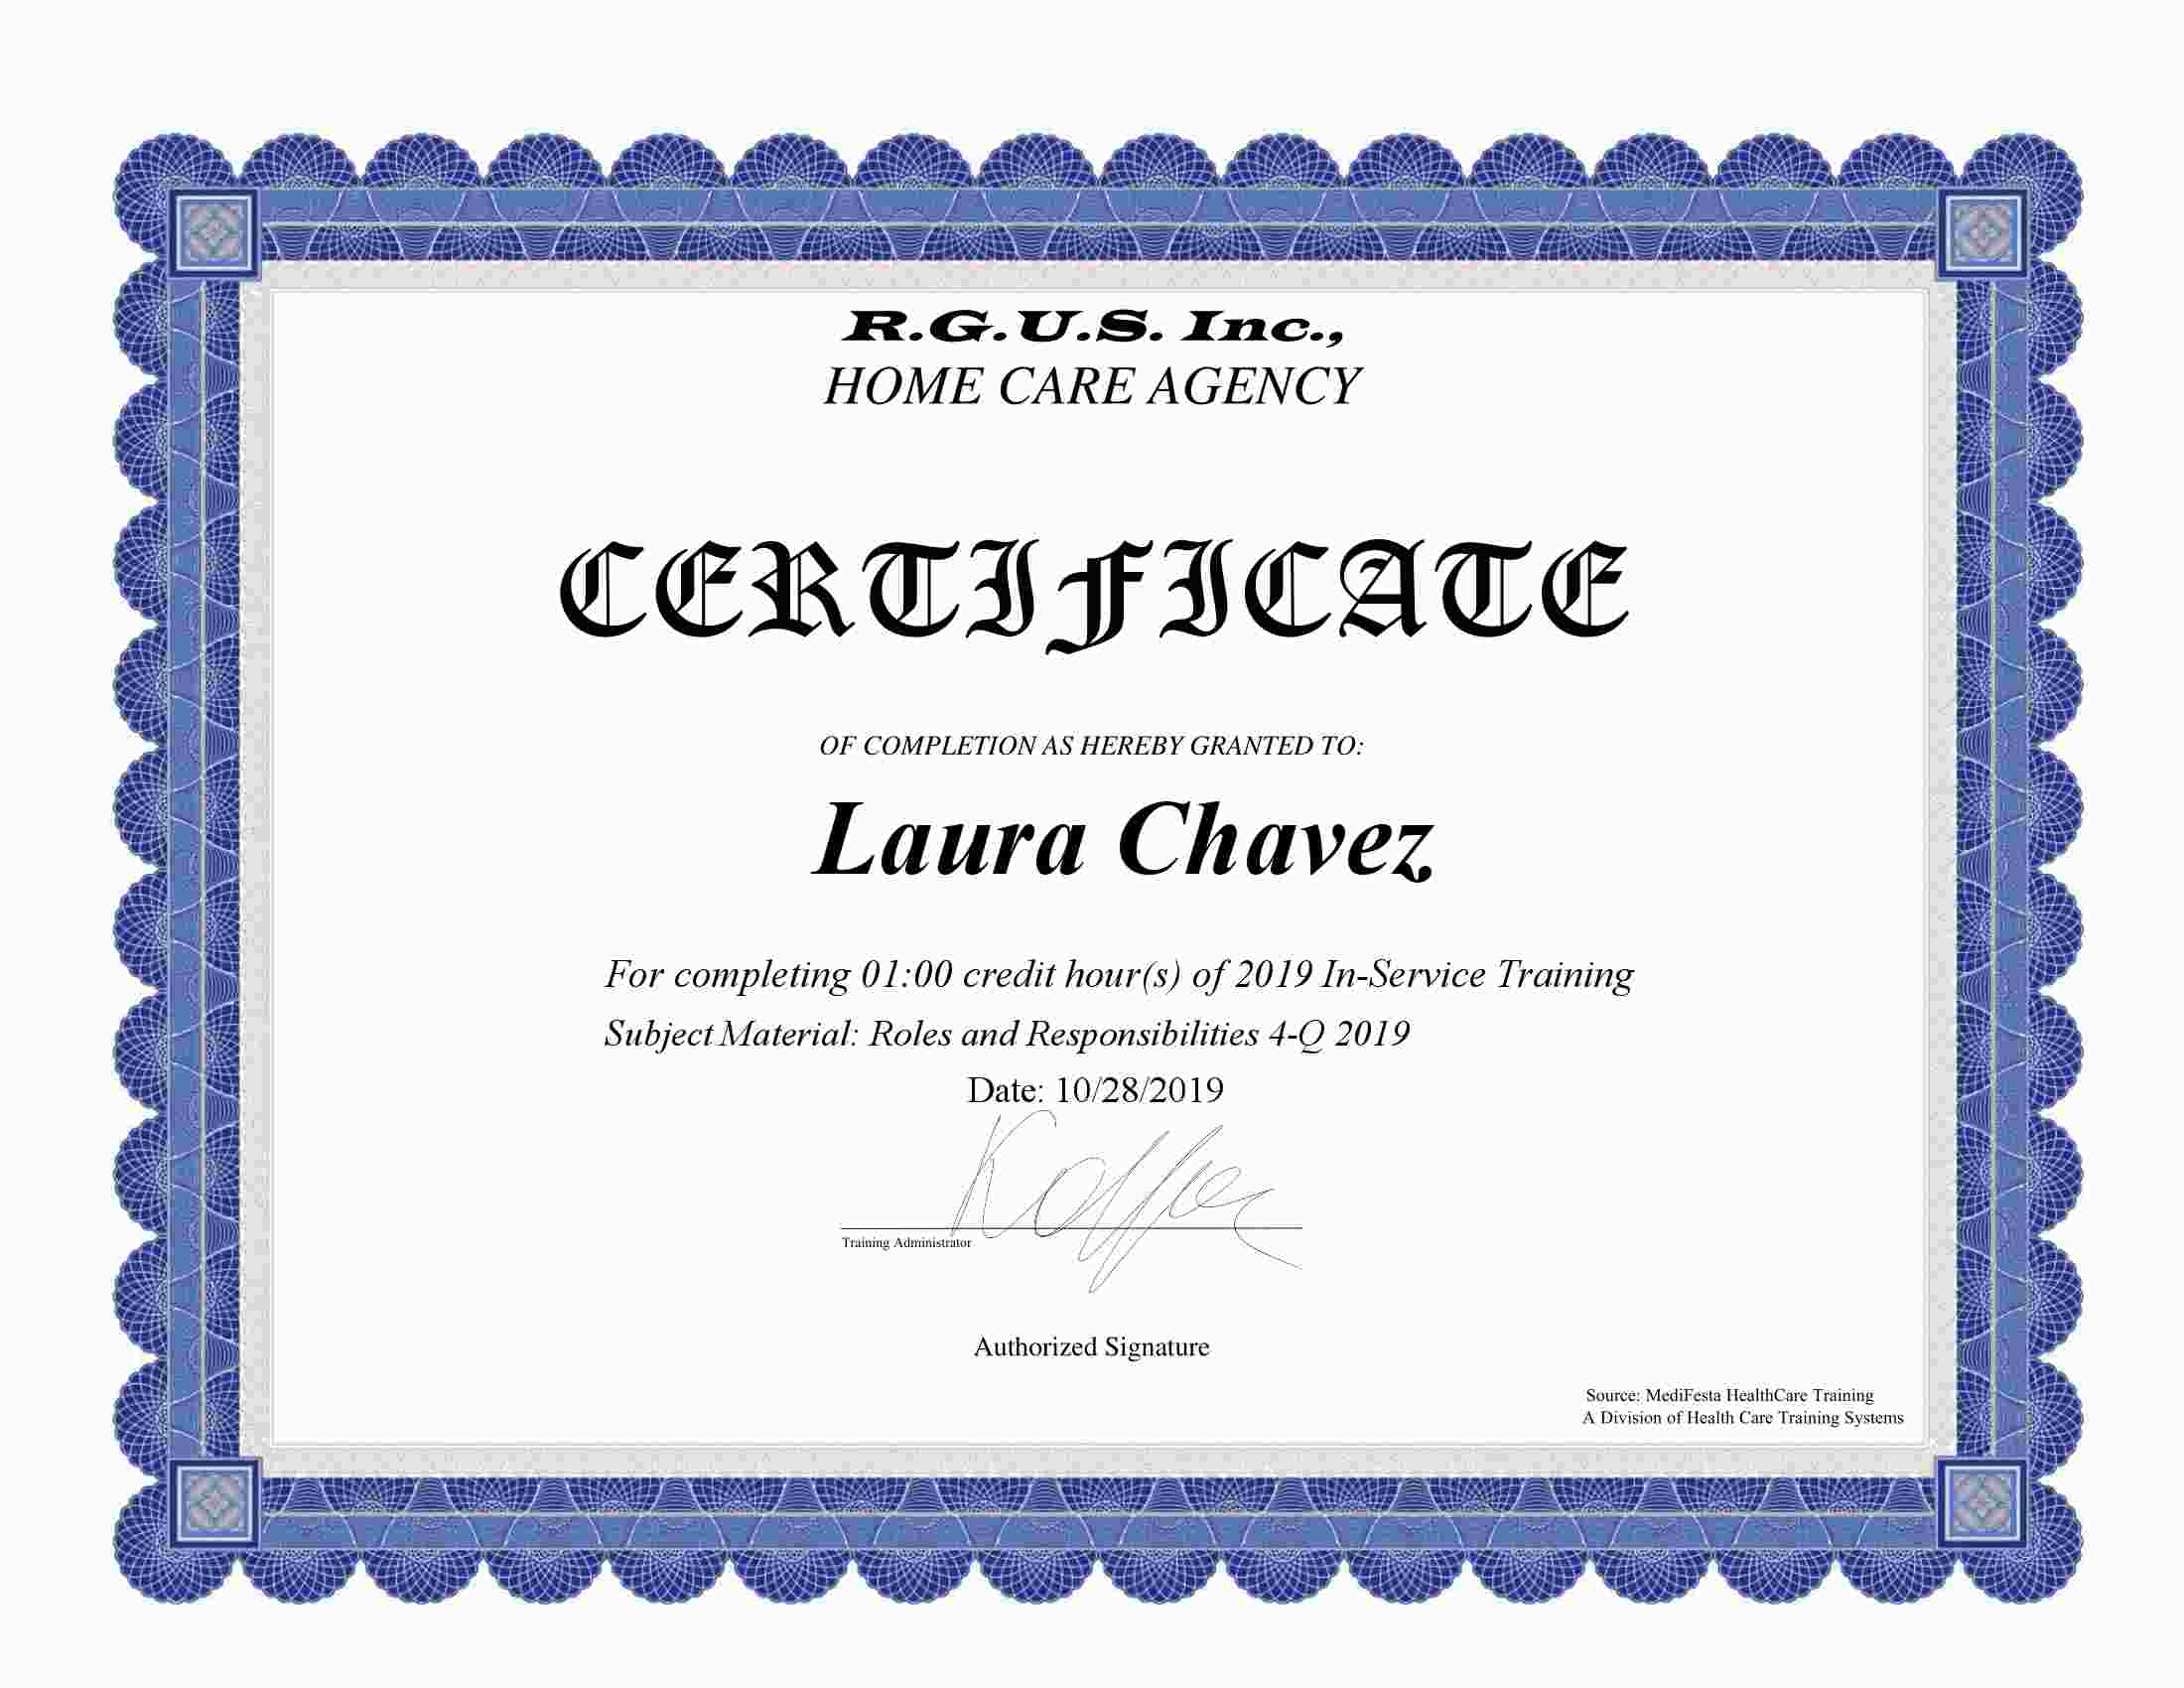 R.G.U.S. Inc.,
HOME CARE AGENCY
CERTIFICATE
OF COMPLETION AS HEREBY GRANTED TO:
Laura Chavez
For completing 01:00 credit hour(s) of 2019 In-Service Training
Subject Material: Roles and Responsibilities 4-Q 2019
Date: 10/28/2019
Training Administrator
Authorized Signature
Source: MediFesta HealthCare Training
A Division of Health Care Training Systems